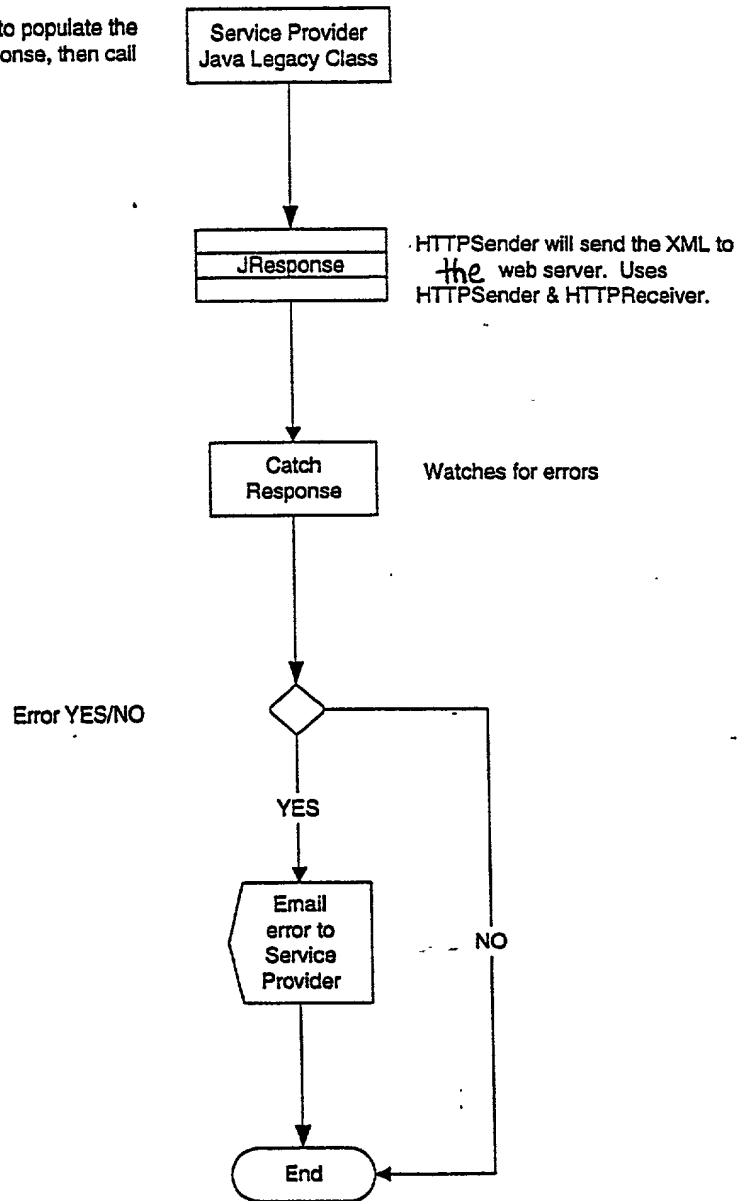 to populate the
onse, then call
Service Provider
Java Legacy Class
JResponse
HTTPSender will send the XML to
the web server. Uses
HTTPSender & HTTPReceiver.
Catch
Response
Watches for errors
Error YES/NO
YES
Email
error to
Service
Provider
NO
End